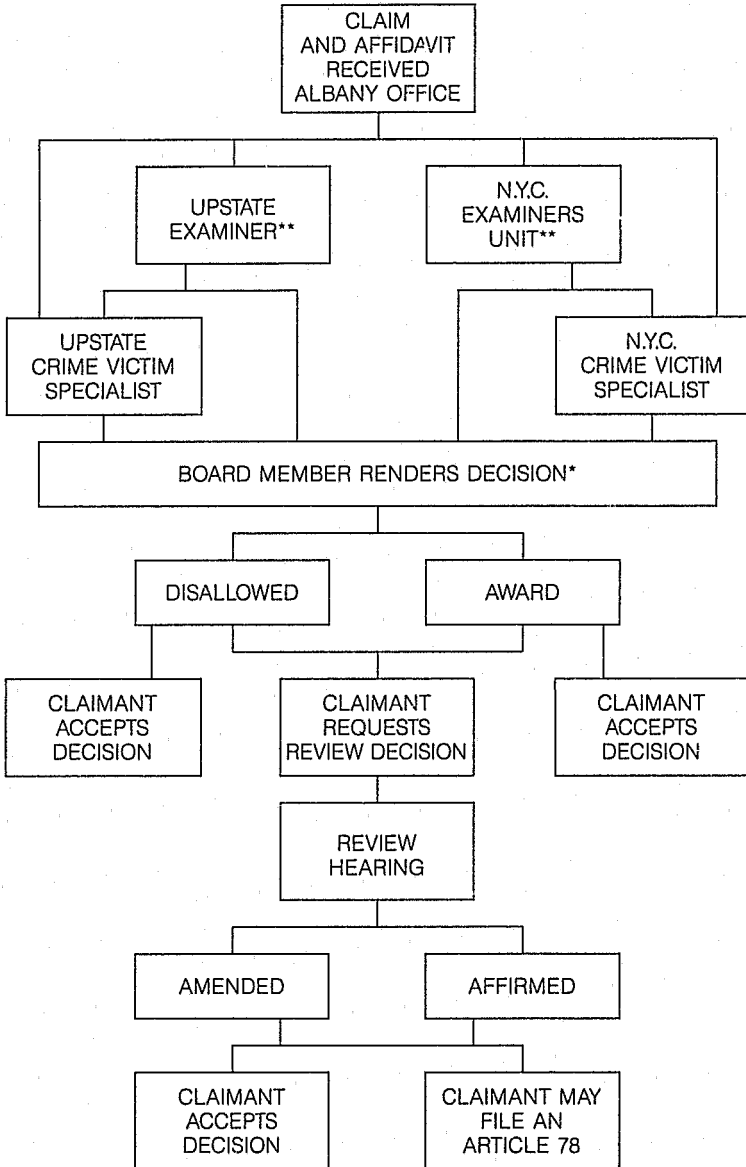 CLAIM
AND AFFIDAVIT
RECEIVED
ALBANY OFFICE
UPSTATE
EXAMINER**
N.Y.C.
EXAMINERS
UNIT**
UPSTATE
CRIME VICTIM
SPECIALIST
N.Y.C.
CRIME VICTIM
SPECIALIST
BOARD MEMBER RENDERS DECISION*
DISALLOWED
AWARD
CLAIMANT
ACCEPTS
DECISION
CLAIMANT
REQUESTS
REVIEW DECISION
CLAIMANT
ACCEPTS
DECISION
REVIEW
HEARING
AMENDED
AFFIRMED
CLAIMANT
ACCEPTS
DECISION
CLAIMANT MAY
FILE AN
ARTICLE 78